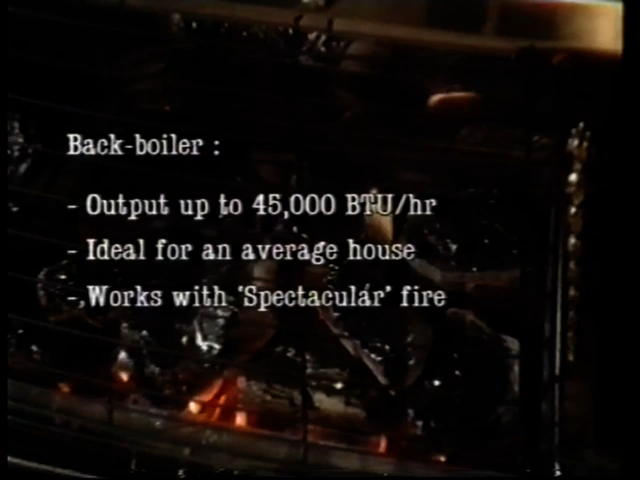 Back-boiler :
- Output up to 45,000 BTU/hr
- Ideal for an average house
- Works with 'Spectacular' fire